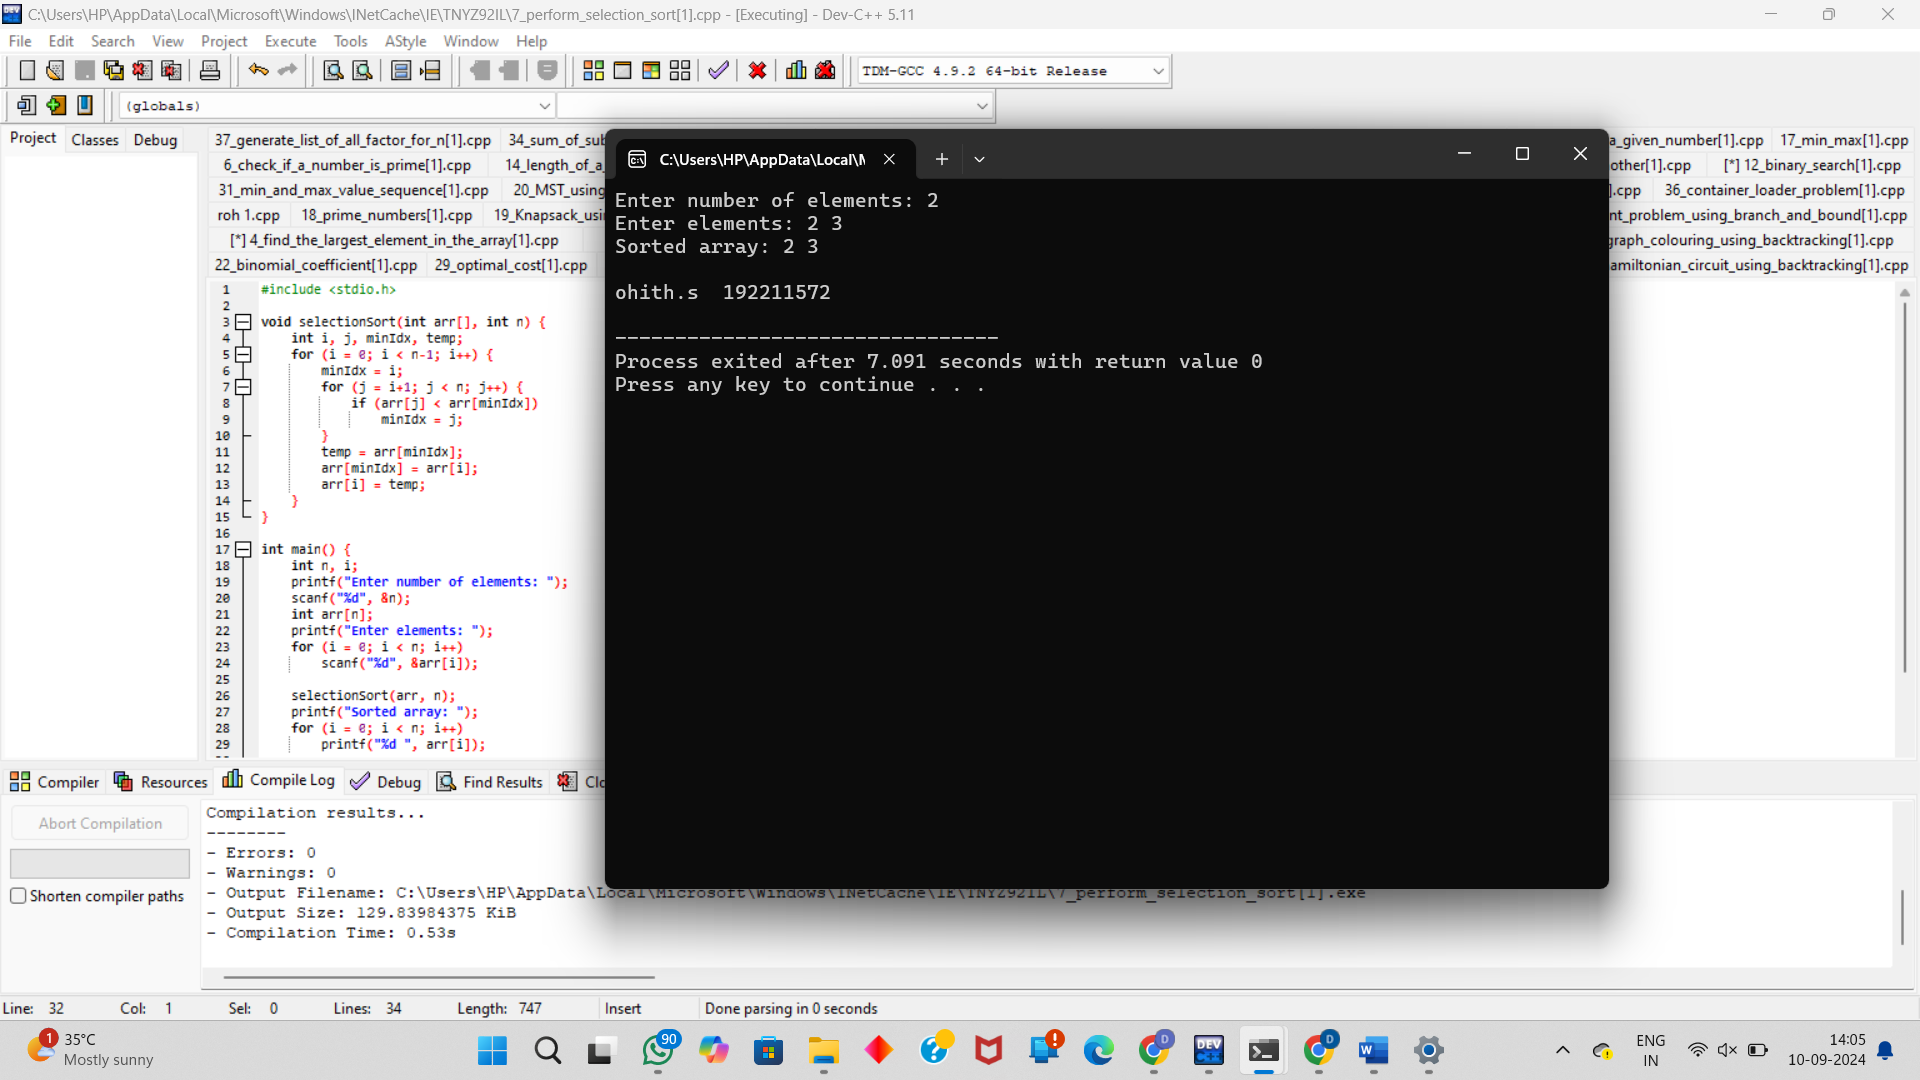 C:\Users\HP\AppData\Local\Microsoft\Windows\INetCache\IE\TNYZ92IL\7_perform_selection_sort[1].cpp - [Executing] - Dev-C++ 5.11
File Edit Search View Project Execute Tools AStyle Window Help
TDM-GCC 4.9.2 64-bit Release
(globals)
Project Classes Debug
37_generate_list_of_all_factor_for_n[1].cpp 34_sum_of_sub a_given_number[1].cpp 17_min_max[1].cpp
6_check_if_a_number_is_prime[1].cpp 14_length_of_a other[1].cpp [*] 12_binary_search[1].cpp
31_min_and_max_value_sequence[1].cpp 20_MST_using ].cpp 36_container_loader_problem[1].cpp
roh 1.cpp 18_prime_numbers[1].cpp 19_Knapsack_usi nt_problem_using_branch_and_bound[1].cpp
[*] 4_find_the_largest_element_in_the_array[1].cpp graph_colouring_using_backtracking[1].cpp
22_binomial_coefficient[1].cpp 29_optimal_cost[1].cpp amiltonian_circuit_using_backtracking[1].cpp
C:\Users\HP\AppData\Local\M
Enter number of elements: 2
Enter elements: 2 3
Sorted array: 2 3
ohith.s  192211572
--------------------------------
Process exited after 7.091 seconds with return value 0
Press any key to continue . . .
1 #include <stdio.h>
2
3 void selectionSort(int arr[], int n) {
4 int i, j, minIdx, temp;
5 for (i = 0; i < n-1; i++) {
6 minIdx = i;
7 for (j = i+1; j < n; j++) {
8 if (arr[j] < arr[minIdx])
9 minIdx = j;
10 }
11 temp = arr[minIdx];
12 arr[minIdx] = arr[i];
13 arr[i] = temp;
14 }
15 }
16
17 int main() {
18 int n, i;
19 printf("Enter number of elements: ");
20 scanf("%d", &n);
21 int arr[n];
22 printf("Enter elements: ");
23 for (i = 0; i < n; i++)
24 scanf("%d", &arr[i]);
25
26 selectionSort(arr, n);
27 printf("Sorted array: ");
28 for (i = 0; i < n; i++)
29 printf("%d ", arr[i]);
Compiler Resources Compile Log Debug Find Results Clo
Abort Compilation
Shorten compiler paths
Compilation results...
--------
- Errors: 0
- Warnings: 0
- Output Filename: C:\Users\HP\AppData\Local\Microsoft\Windows\INetCache\IE\TNYZ92IL\7_perform_selection_sort[1].exe
- Output Size: 129.83984375 KiB
- Compilation Time: 0.53s
Line: 32 Col: 1 Sel: 0 Lines: 34 Length: 747 Insert Done parsing in 0 seconds
1 35°C
Mostly sunny
90
D
DEV
D
W
ENG
IN
14:05
10-09-2024